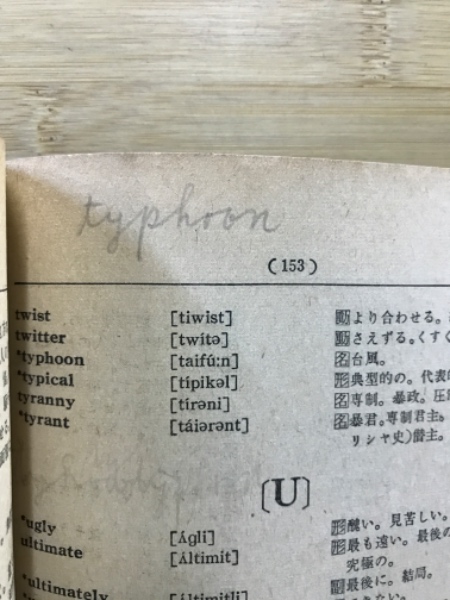 typhoon
(153)
twist [tiwist] 動より合わせる。
twitter [twítə] 動さえずる。くすく
*typhoon [taifú:n] 名台風。
*typical [típikəl] 形典型的の。代表的
tyranny [tírəni] 名専制。暴政。圧
*tyrant [táiərənt] 名暴君。専制君主。
リシャ史)僭主。
[U]
*ugly [ʌ́gli] 形醜い。見苦しい。
ultimate [ʌ́ltimit] 形最も遠い。最後の
究極の。
*ultimately 副最後に。結局。